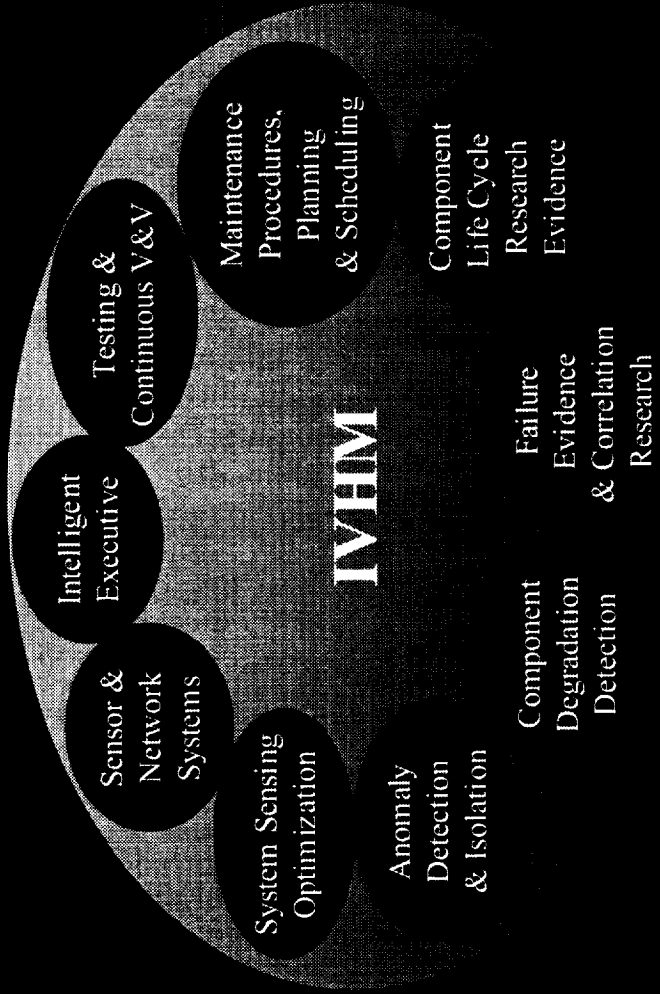 Intelligent
Executive
Sensor &
Network
Systems
Testing &
Continuous V&V
System Sensing
Optimization
Maintenance
Procedures,
Planning
& Scheduling
IVHM
Anomaly
Detection
& Isolation
Component
Life Cycle
Research
Evidence
Component
Degradation
Detection
Failure
Evidence
& Correlation
Research